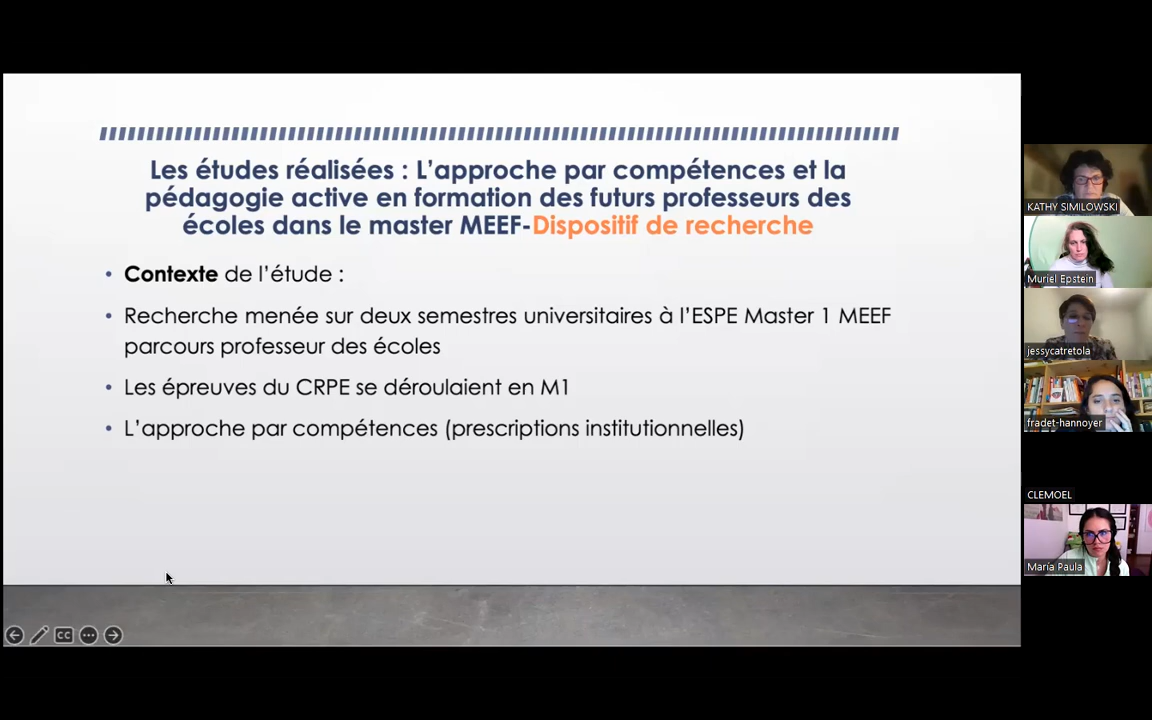 Les études réalisées : L'approche par compétences et la
pédagogie active en formation des futurs professeurs des
écoles dans le master MEEF-Dispositif de recherche
• Contexte de l'étude :
• Recherche menée sur deux semestres universitaires à l'ESPE Master 1 MEEF
parcours professeur des écoles
• Les épreuves du CRPE se déroulaient en M1
• L'approche par compétences (prescriptions institutionnelles)
CC
KATHY SIMILOWSKI
Muriel Epstein
jessycatretola
fradet-hannoyer
CLEMOEL
María Paula